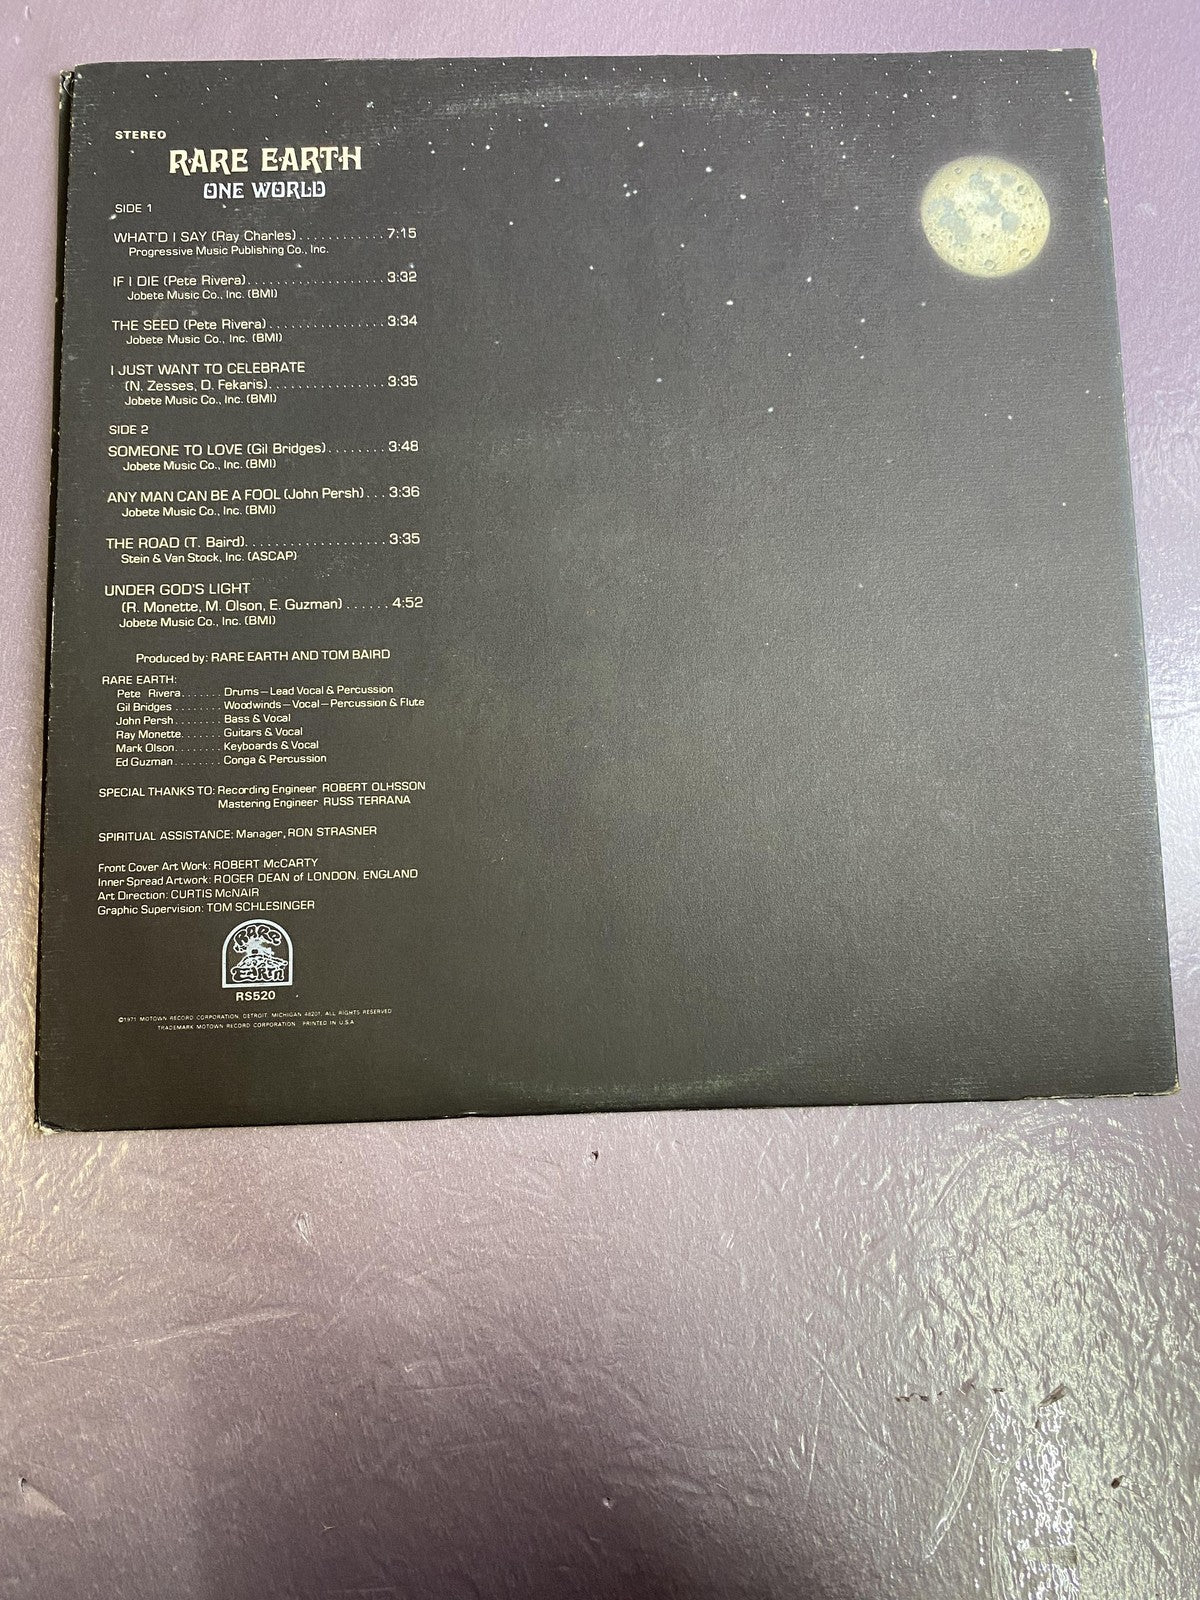 STEREO
RARE EARTH
ONE WORLD
SIDE 1
WHAT'D I SAY (Ray Charles)............7:15
Progressive Music Publishing Co., Inc.
IF I DIE (Pete Rivera)..................3:32
Jobete Music Co., Inc. (BMI)
THE SEED (Pete Rivera)...............3:34
Jobete Music Co., Inc. (BMI)
I JUST WANT TO CELEBRATE
(N. Zesses, D. Fekaris)................3:35
Jobete Music Co., Inc. (BMI)
SIDE 2
SOMEONE TO LOVE (Gil Bridges)........3:48
Jobete Music Co., Inc. (BMI)
ANY MAN CAN BE A FOOL (John Persh)...3:36
Jobete Music Co., Inc. (BMI)
THE ROAD (T. Baird)...................3:35
Stein & Van Stock, Inc. (ASCAP)
UNDER GOD'S LIGHT
(R. Monette, M. Olson, E. Guzman)......4:52
Jobete Music Co., Inc. (BMI)
Produced by: RARE EARTH AND TOM BAIRD
RARE EARTH:
Pete Rivera.......Drums—Lead Vocal & Percussion
Gil Bridges........Woodwinds—Vocal—Percussion & Flute
John Persh........Bass & Vocal
Ray Monette.......Guitars & Vocal
Mark Olson........Keyboards & Vocal
Ed Guzman........Conga & Percussion
SPECIAL THANKS TO: Recording Engineer ROBERT OLHSSON
Mastering Engineer RUSS TERRANA
SPIRITUAL ASSISTANCE: Manager, RON STRASNER
Front Cover Art Work: ROBERT McCARTY
Inner Spread Artwork: ROGER DEAN of LONDON, ENGLAND
Art Direction: CURTIS McNAIR
Graphic Supervision: TOM SCHLESINGER
RARE
EARTH
RS520
©1971 MOTOWN RECORD CORPORATION, DETROIT, MICHIGAN 48201. ALL RIGHTS RESERVED
TRADEMARK MOTOWN RECORD CORPORATION PRINTED IN U.S.A